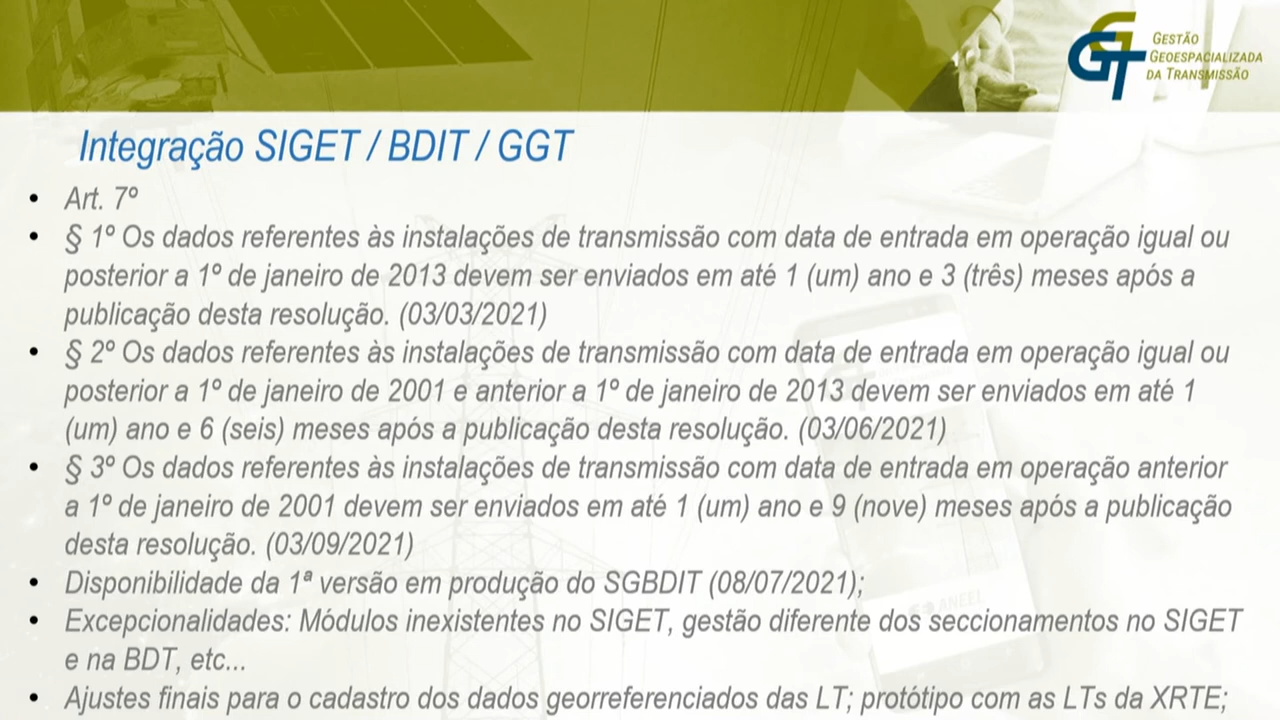 GESTÃO
GEOESPACIALIZADA
DA TRANSMISSÃO
Integração SIGET / BDIT / GGT
• Art. 7º
• § 1º Os dados referentes às instalações de transmissão com data de entrada em operação igual ou
posterior a 1º de janeiro de 2013 devem ser enviados em até 1 (um) ano e 3 (três) meses após a
publicação desta resolução. (03/03/2021)
• § 2º Os dados referentes às instalações de transmissão com data de entrada em operação igual ou
posterior a 1º de janeiro de 2001 e anterior a 1º de janeiro de 2013 devem ser enviados em até 1
(um) ano e 6 (seis) meses após a publicação desta resolução. (03/06/2021)
• § 3º Os dados referentes às instalações de transmissão com data de entrada em operação anterior
a 1º de janeiro de 2001 devem ser enviados em até 1 (um) ano e 9 (nove) meses após a publicação
desta resolução. (03/09/2021)
• Disponibilidade da 1ª versão em produção do SGBDIT (08/07/2021);
ANEEL
• Excepcionalidades: Módulos inexistentes no SIGET, gestão diferente dos seccionamentos no SIGET
e na BDT, etc...
• Ajustes finais para o cadastro dos dados georreferenciados das LT; protótipo com as LTs da XRTE;